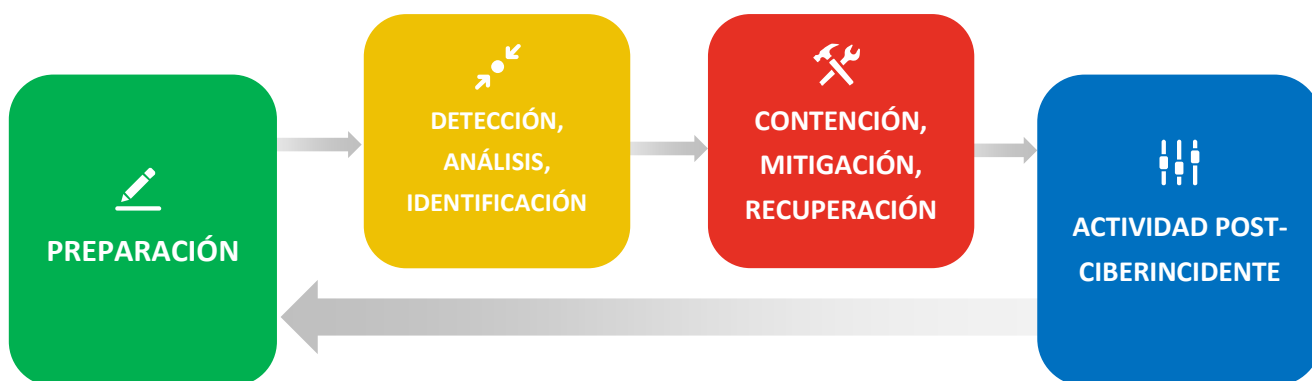 PREPARACIÓN
DETECCIÓN,
ANÁLISIS,
IDENTIFICACIÓN
CONTENCIÓN,
MITIGACIÓN,
RECUPERACIÓN
ACTIVIDAD POST-
CIBERINCIDENTE